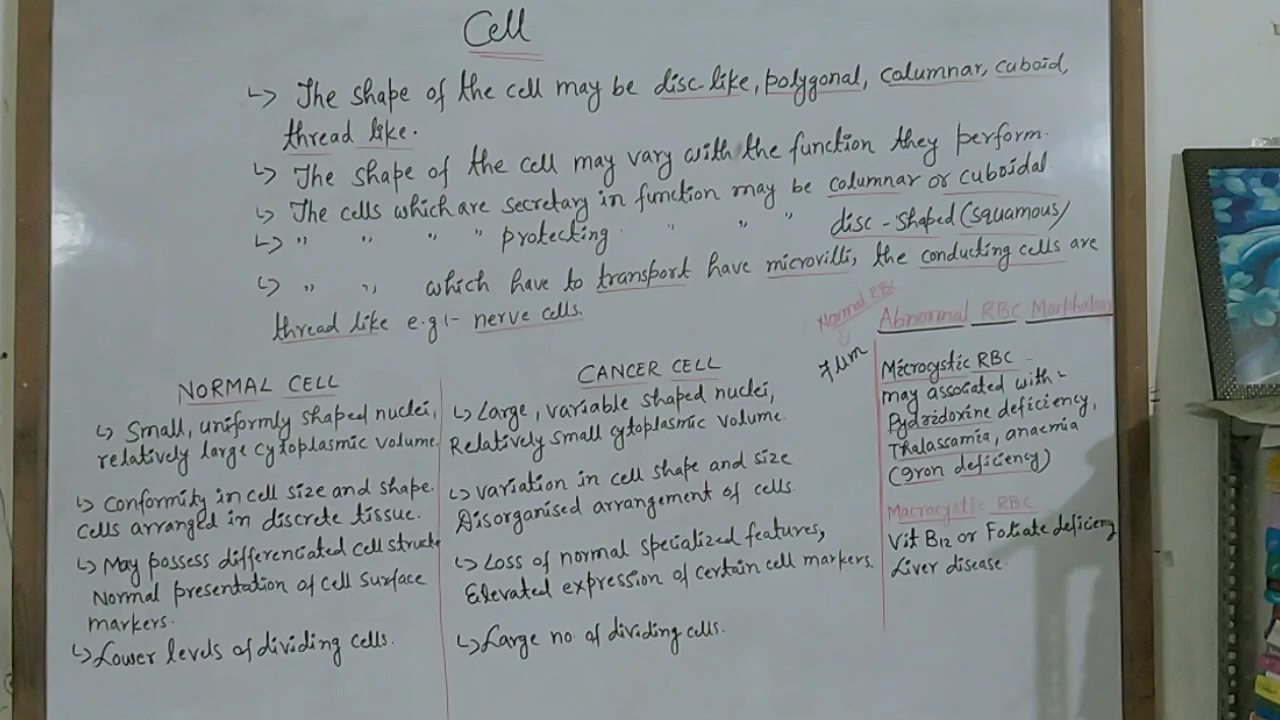 Cell
↳ The shape of the cell may be disc-like, polygonal, columnar, cuboid,
thread like.
↳ The shape of the cell may vary with the function they perform.
↳ The cells which are secretary in function may be columnar or cuboidal
↳ " " " " protecting " " " disc-shaped (squamous)
↳ " " which have to transport have microvilli, the conducting cells are
thread like e.g:- nerve cells.
NORMAL CELL
↳ Small, uniformly shaped nuclei,
relatively large cytoplasmic volume.
↳ Conformity in cell size and shape.
cells arranged in discrete tissue.
↳ May possess differenciated cell struct
Normal presentation of cell surface
markers.
↳ Lower levels of dividing cells.
CANCER CELL
↳ Large, variable shaped nuclei,
Relatively small cytoplasmic volume.
↳ variation in cell shape and size
Disorganised arrangement of cells.
↳ Loss of normal specialized features,
Elevated expression of certain cell markers.
↳ Large no. of dividing cells.
Normal RBC
7 μm
Abnormal RBC Morphology
Microcystic RBC -
may associated with -
Pydridoxine deficiency,
Thalassamia, anaemia
(Iron deficiency)
Macrocystic RBC
Vit B12 or Foliate deficieny
Liver disease